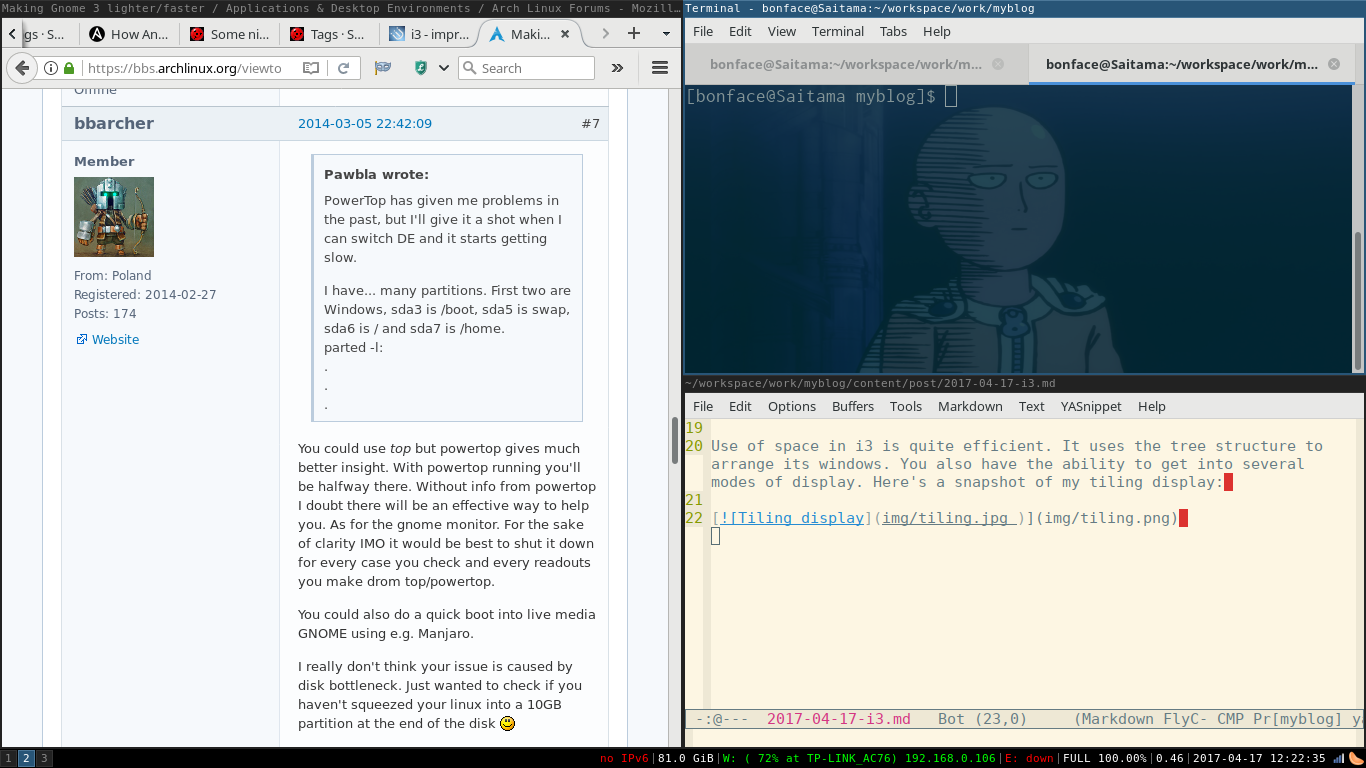 Making Gnome 3 lighter/faster / Applications & Desktop Environments / Arch Linux Forums - Mozill…
gs · S...
How An...
Some ni...
Tags · S...
i3 - impr...
Maki...
https://bbs.archlinux.org/viewto
Search
Offline
bbarcher
2014-03-05 22:42:09
#7
Member
From: Poland
Registered: 2014-02-27
Posts: 174
Website
Pawbla wrote:
PowerTop has given me problems in
the past, but I'll give it a shot when I
can switch DE and it starts getting
slow.
I have... many partitions. First two are
Windows, sda3 is /boot, sda5 is swap,
sda6 is / and sda7 is /home.
parted -l:
.
.
.
You could use top but powertop gives much
better insight. With powertop running you'll
be halfway there. Without info from powertop
I doubt there will be an effective way to help
you. As for the gnome monitor. For the sake
of clarity IMO it would be best to shut it down
for every case you check and every readouts
you make drom top/powertop.
You could also do a quick boot into live media
GNOME using e.g. Manjaro.
I really don't think your issue is caused by
disk bottleneck. Just wanted to check if you
haven't squeezed your linux into a 10GB
partition at the end of the disk
Terminal - bonface@Saitama:~/workspace/work/myblog
File Edit View Terminal Tabs Help
bonface@Saitama:~/workspace/work/m...
bonface@Saitama:~/workspace/work/m...
[bonface@Saitama myblog]$
~/workspace/work/myblog/content/post/2017-04-17-i3.md
File Edit Options Buffers Tools Markdown Text YASnippet Help
19
20 Use of space in i3 is quite efficient. It uses the tree structure to
arrange its windows. You also have the ability to get into several
modes of display. Here's a snapshot of my tiling display:
21
22 [![Tiling display](img/tiling.jpg )](img/tiling.png)
-:@--- 2017-04-17-i3.md Bot (23,0) (Markdown FlyC- CMP Pr[myblog] ya
1 2 3
no IPv6|81.0 GiB|W: ( 72% at TP-LINK_AC76) 192.168.0.106|E: down|FULL 100.00%|0.46|2017-04-17 12:22:35